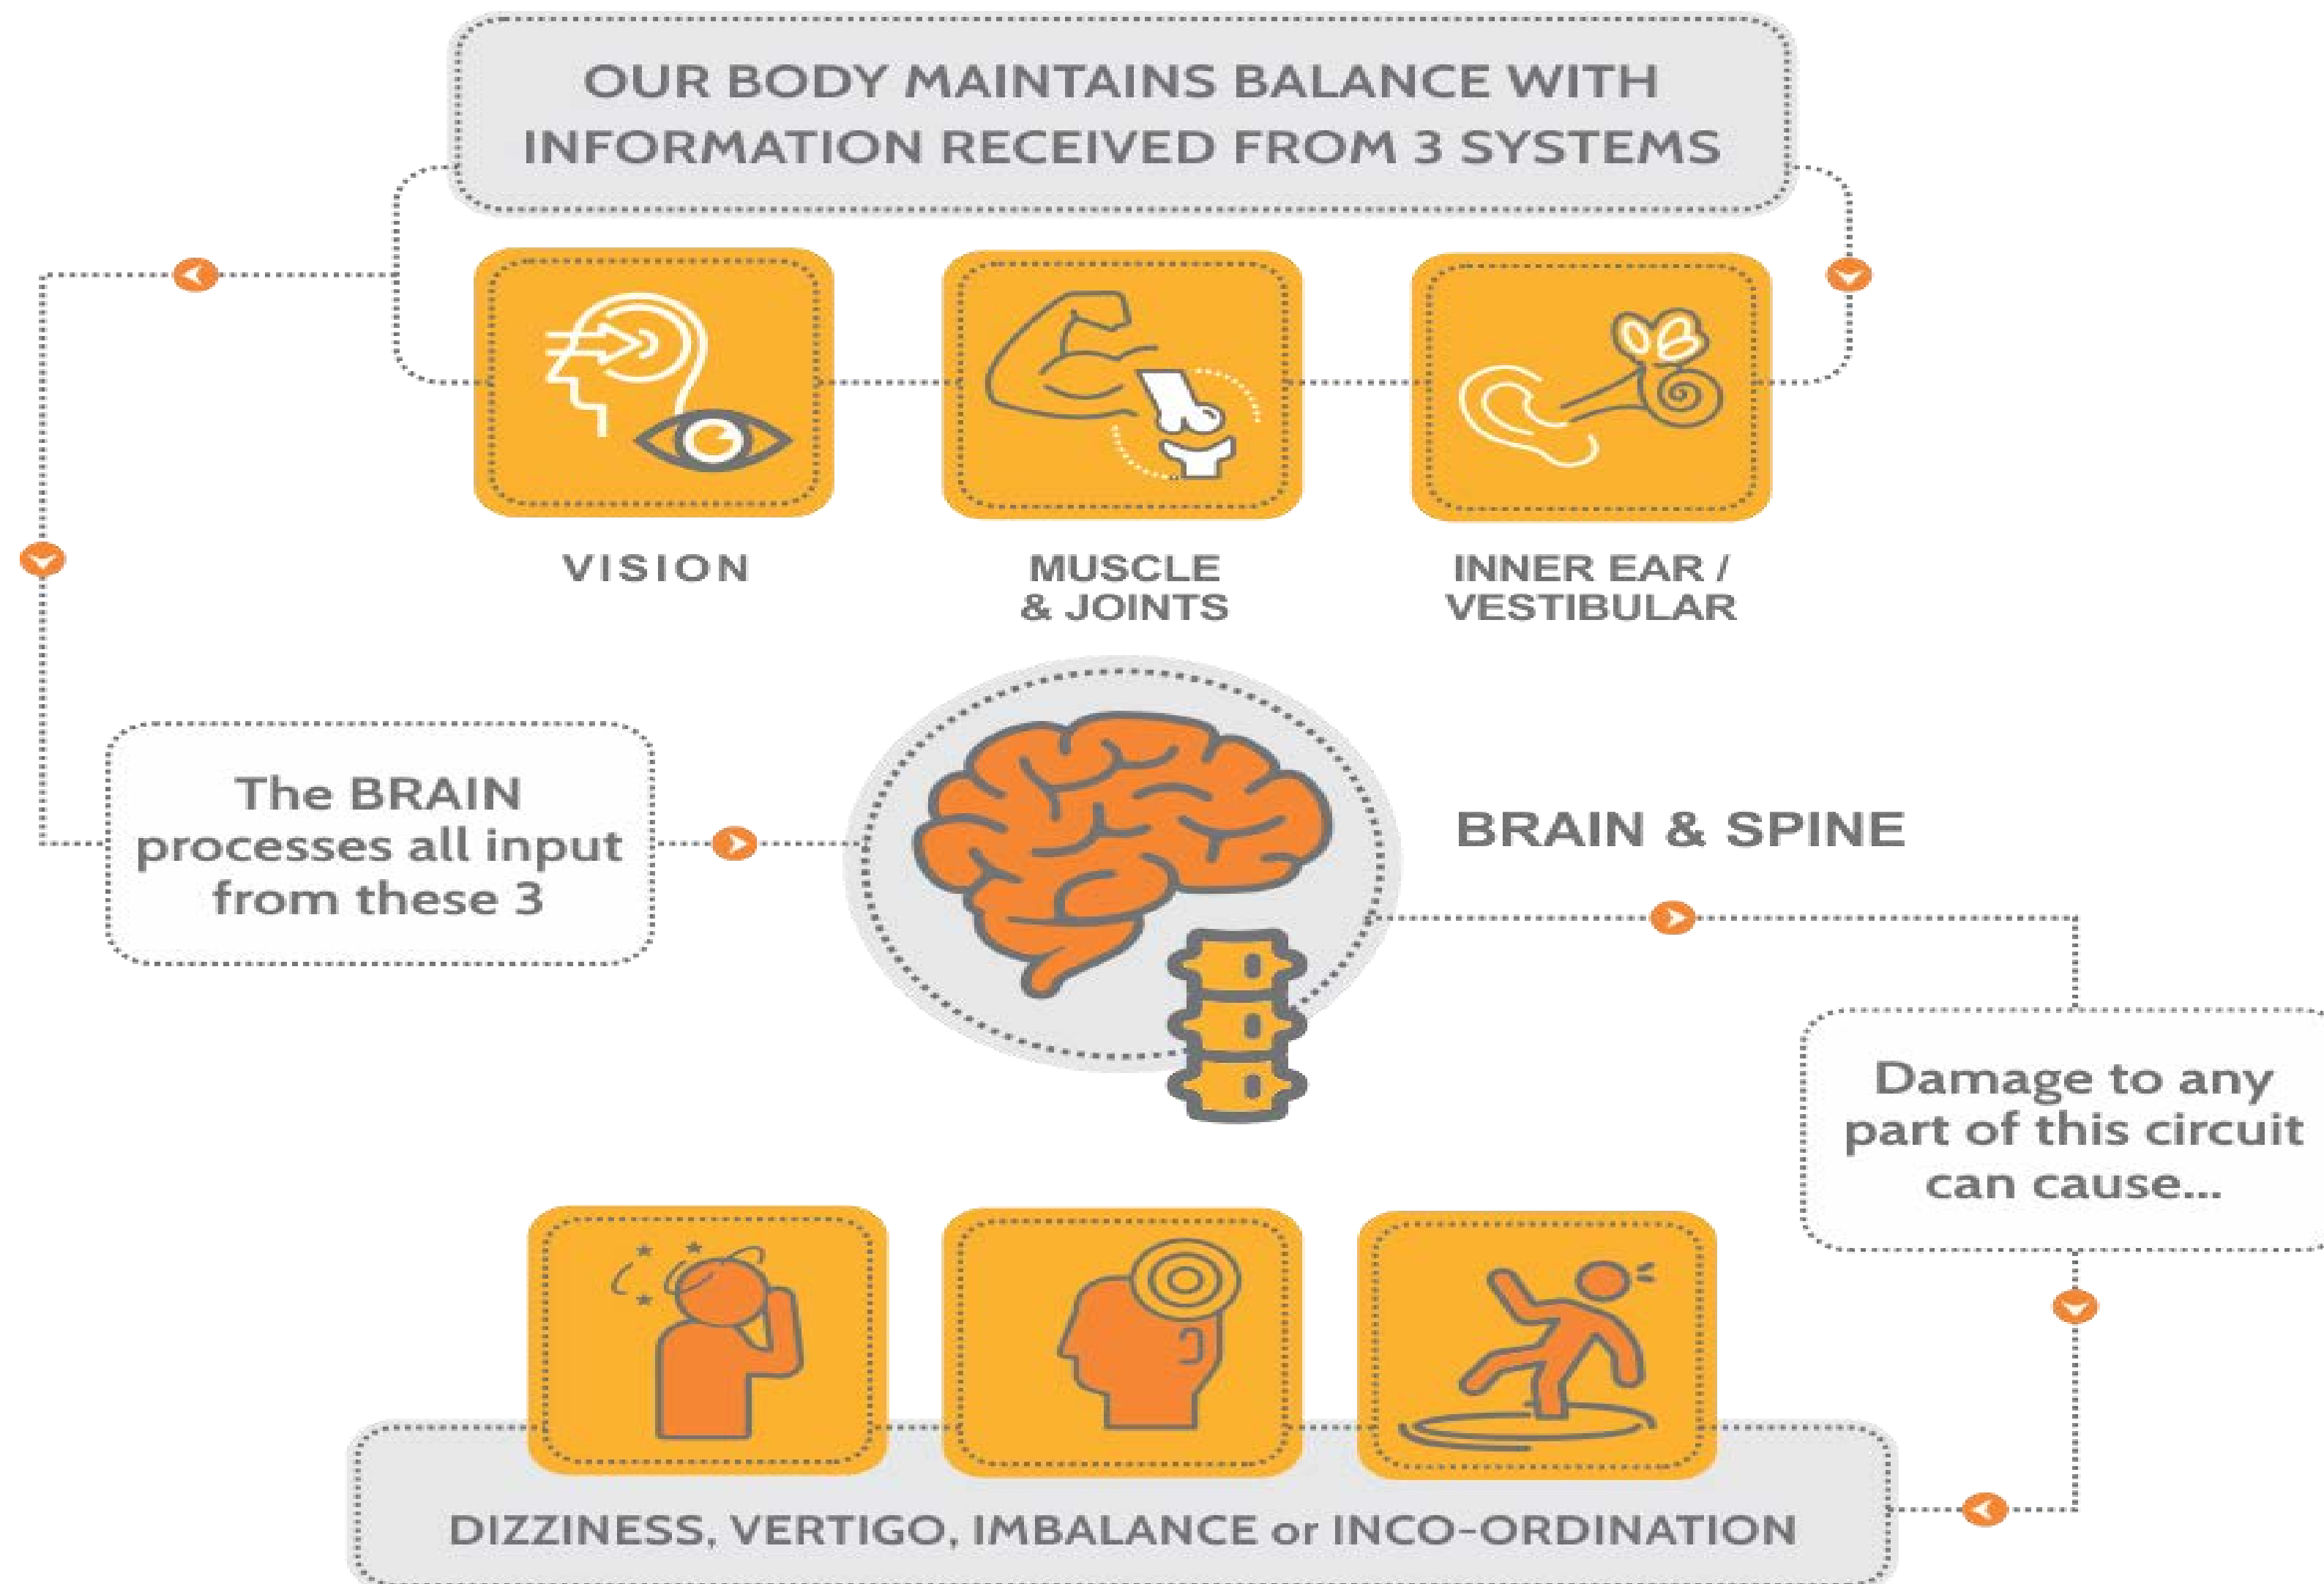 OUR BODY MAINTAINS BALANCE WITH
INFORMATION RECEIVED FROM 3 SYSTEMS
VISION
MUSCLE
& JOINTS
INNER EAR /
VESTIBULAR
The BRAIN
processes all input
from these 3
BRAIN & SPINE
Damage to any
part of this circuit
can cause...
DIZZINESS, VERTIGO, IMBALANCE or INCO-ORDINATION